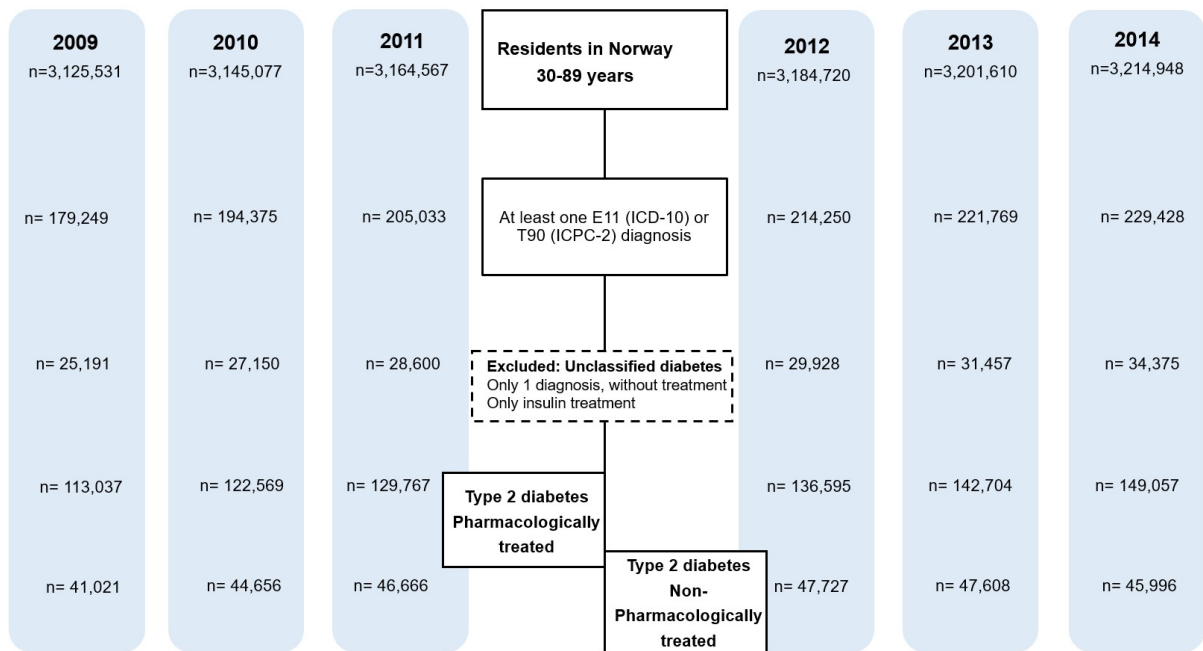 2009
n=3,125,531
2010
n=3,145,077
2011
n=3,164,567
Residents in Norway
30-89 years
2012
n=3,184,720
2013
n=3,201,610
2014
n=3,214,948
n= 179,249
n= 194,375
n= 205,033
At least one E11 (ICD-10) or
T90 (ICPC-2) diagnosis
n= 214,250
n= 221,769
n= 229,428
n= 25,191
n= 27,150
n= 28,600
Excluded: Unclassified diabetes
Only 1 diagnosis, without treatment
Only insulin treatment
n= 29,928
n= 31,457
n= 34,375
n= 113,037
n= 122,569
n= 129,767
Type 2 diabetes
Pharmacologically
treated
n= 136,595
n= 142,704
n= 149,057
n= 41,021
n= 44,656
n= 46,666
Type 2 diabetes
Non-
Pharmacologically
treated
n= 47,727
n= 47,608
n= 45,996